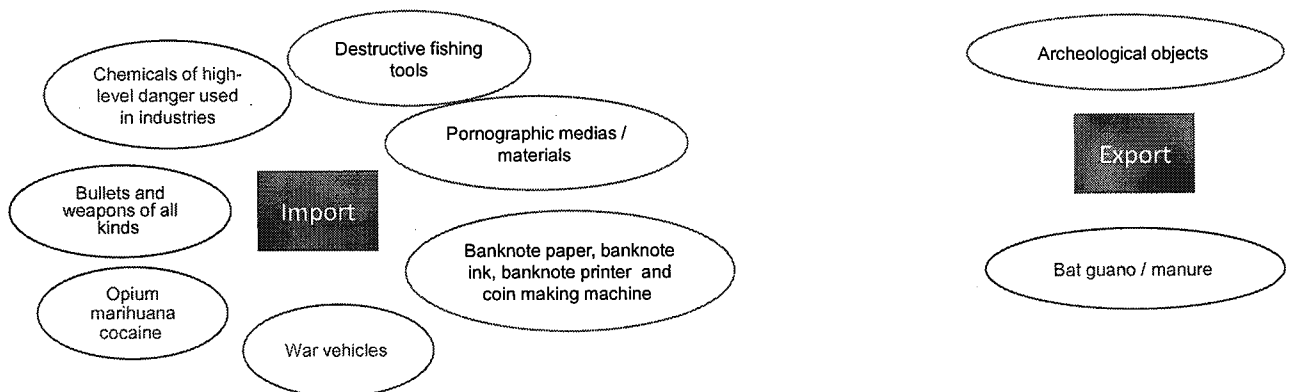 Destructive fishing
tools
Chemicals of high-
level danger used
in industries
Pornographic medias /
materials
Bullets and
weapons of all
kinds
Import
Banknote paper, banknote
ink, banknote printer and
coin making machine
Opium
marihuana
cocaine
War vehicles
Archeological objects
Export
Bat guano / manure